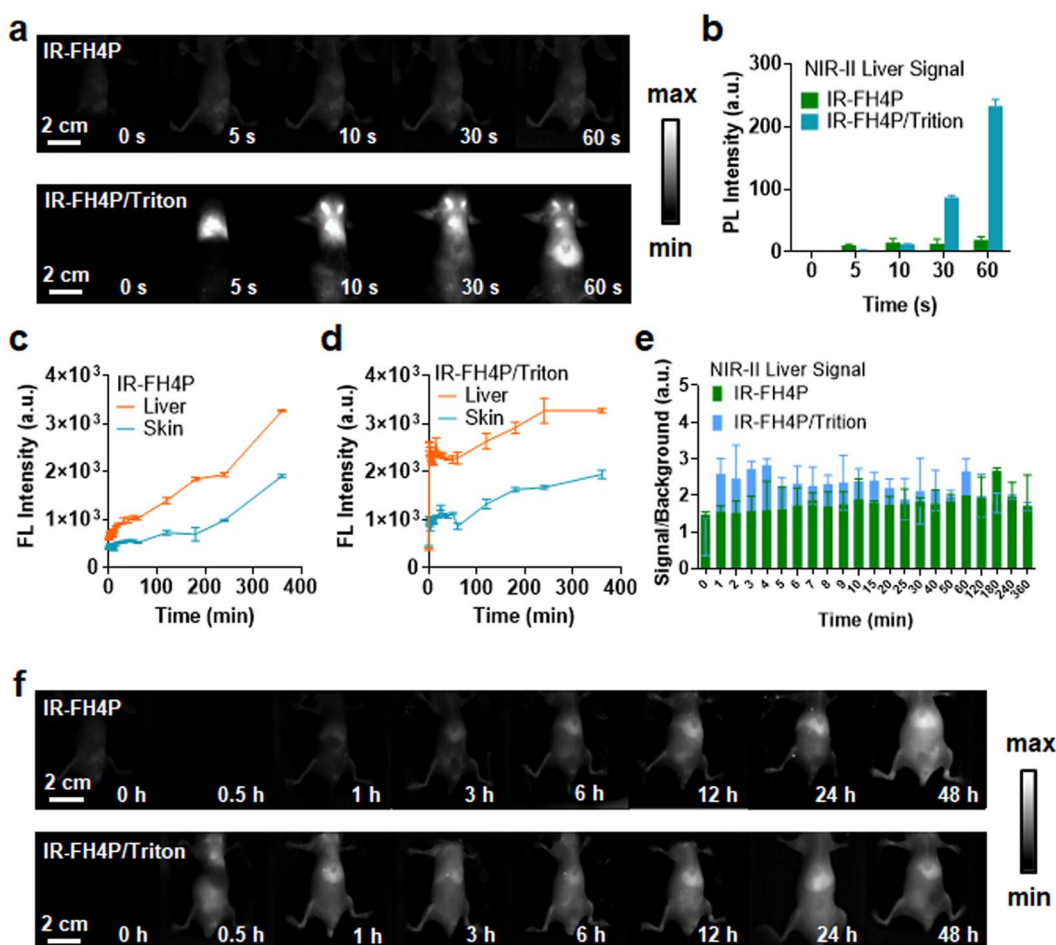 a
IR-FH4P
2 cm
0 s
5 s
10 s
30 s
60 s
IR-FH4P/Triton
2 cm
0 s
5 s
10 s
30 s
60 s
max
min
b
NIR-II Liver Signal
IR-FH4P
IR-FH4P/Trition
PL Intensity (a.u.)
300
200
100
0
0 5 10 30 60
Time (s)
c
IR-FH4P
Liver
Skin
FL Intensity (a.u.)
4×10³
3×10³
2×10³
1×10³
0
0 100 200 300 400
Time (min)
d
IR-FH4P/Triton
Liver
Skin
FL Intensity (a.u.)
4×10³
3×10³
2×10³
1×10³
0
0 100 200 300 400
Time (min)
e
NIR-II Liver Signal
IR-FH4P
IR-FH4P/Trition
Signal/Background (a.u.)
5
4
3
2
1
0
0 1 2 3 4 5 6 7 8 9 10 15 20 25 30 40 50 60 120 180 240 360
Time (min)
f
IR-FH4P
2 cm
0 h
0.5 h
1 h
3 h
6 h
12 h
24 h
48 h
IR-FH4P/Triton
2 cm
0 h
0.5 h
1 h
3 h
6 h
12 h
24 h
48 h
max
min